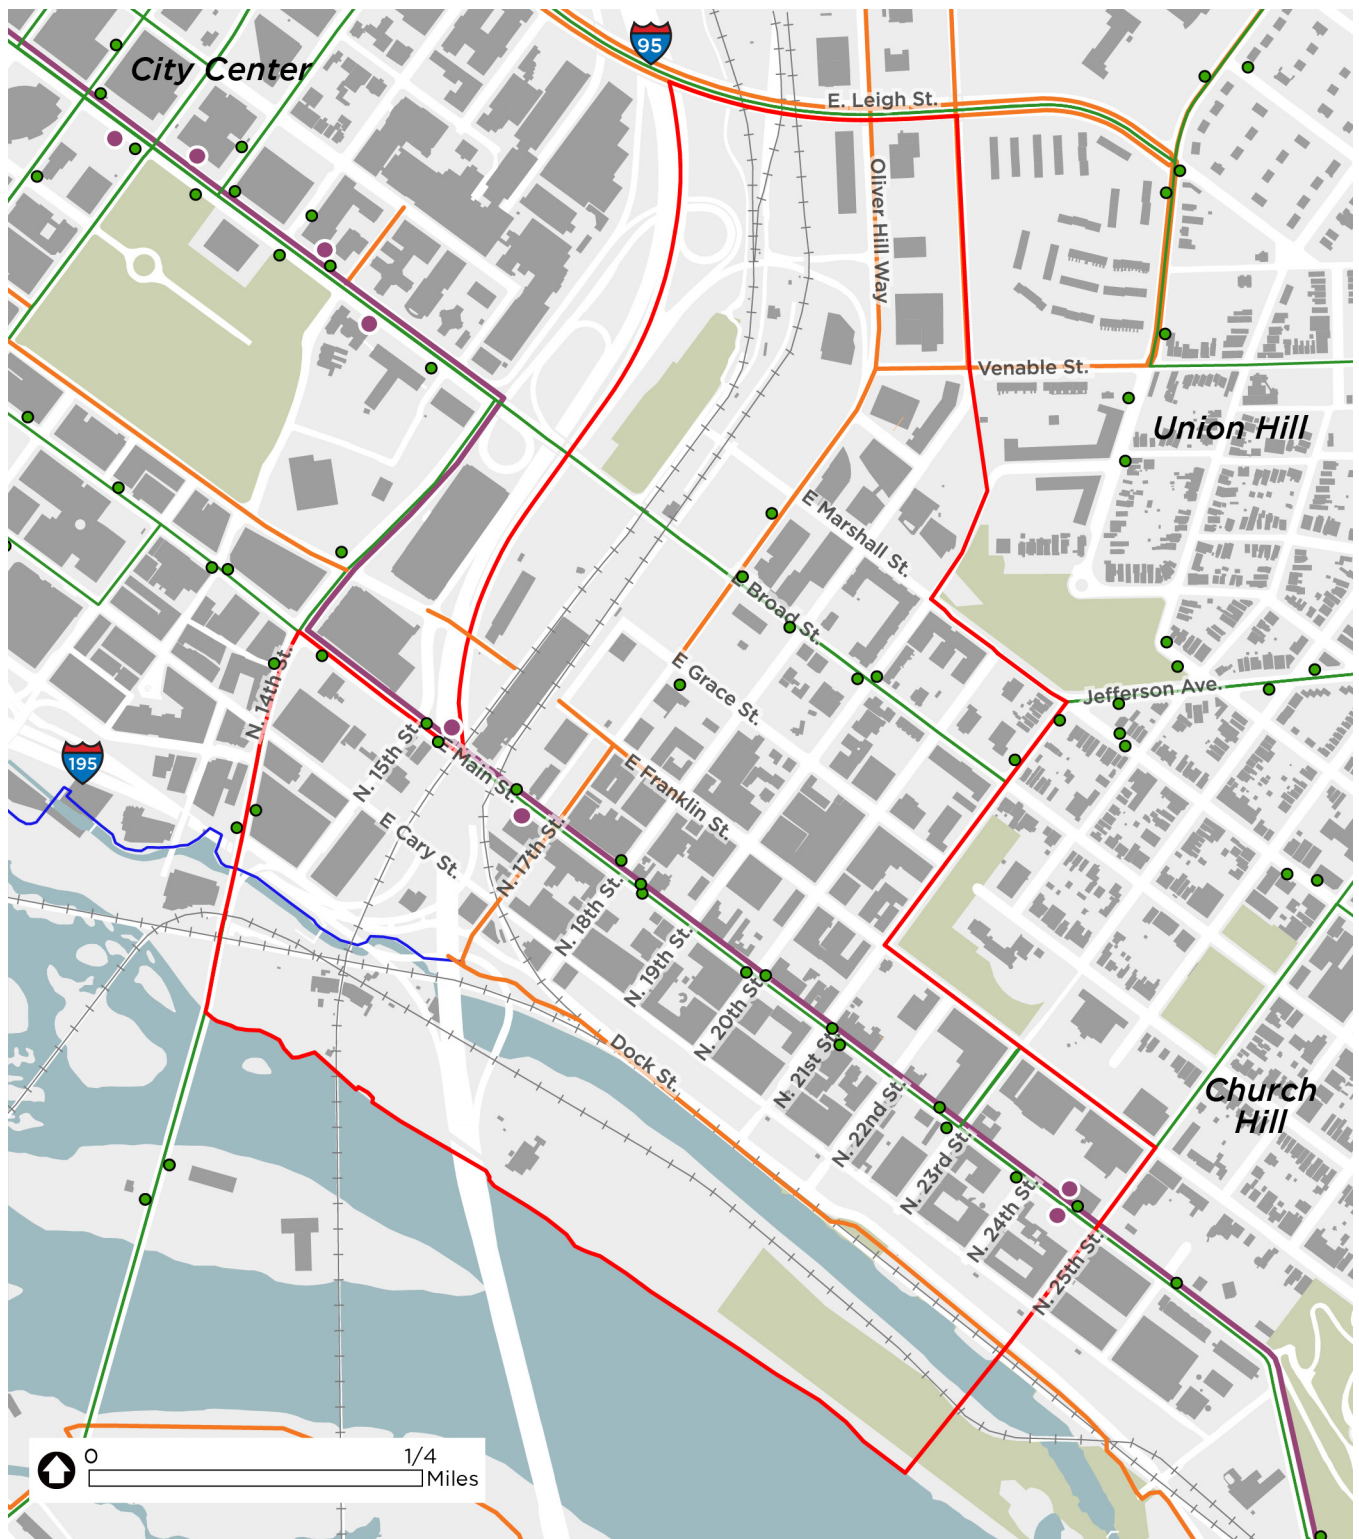 95
City Center
E. Leigh St.
Oliver Hill Way
Venable St.
Union Hill
E Marshall St.
E Broad St.
E Grace St.
Jefferson Ave.
N. 14th St.
195
N. 15th St.
E Main St.
E Franklin St.
E Cary St.
N. 17th St.
N. 18th St.
N. 19th St.
N. 20th St.
N. 21st St.
Dock St.
N. 22nd St.
N. 23rd St.
N. 24th St.
N. 25th St.
Church
Hill
0 1/4
Miles